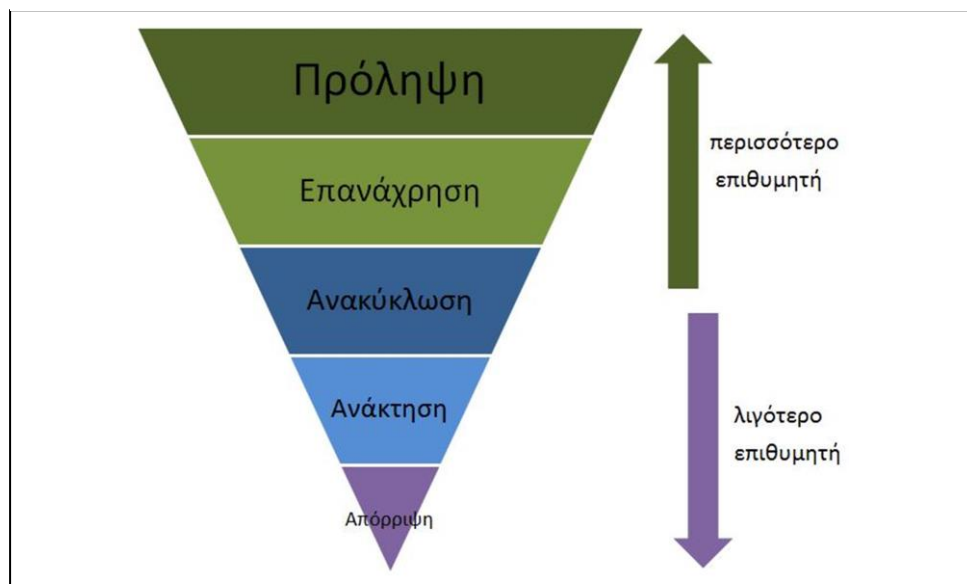 Πρόληψη
περισσότερο
επιθυμητή
Επανάχρηση
Ανακύκλωση
Ανάκτηση
λιγότερο
επιθυμητή
Απόρριψη